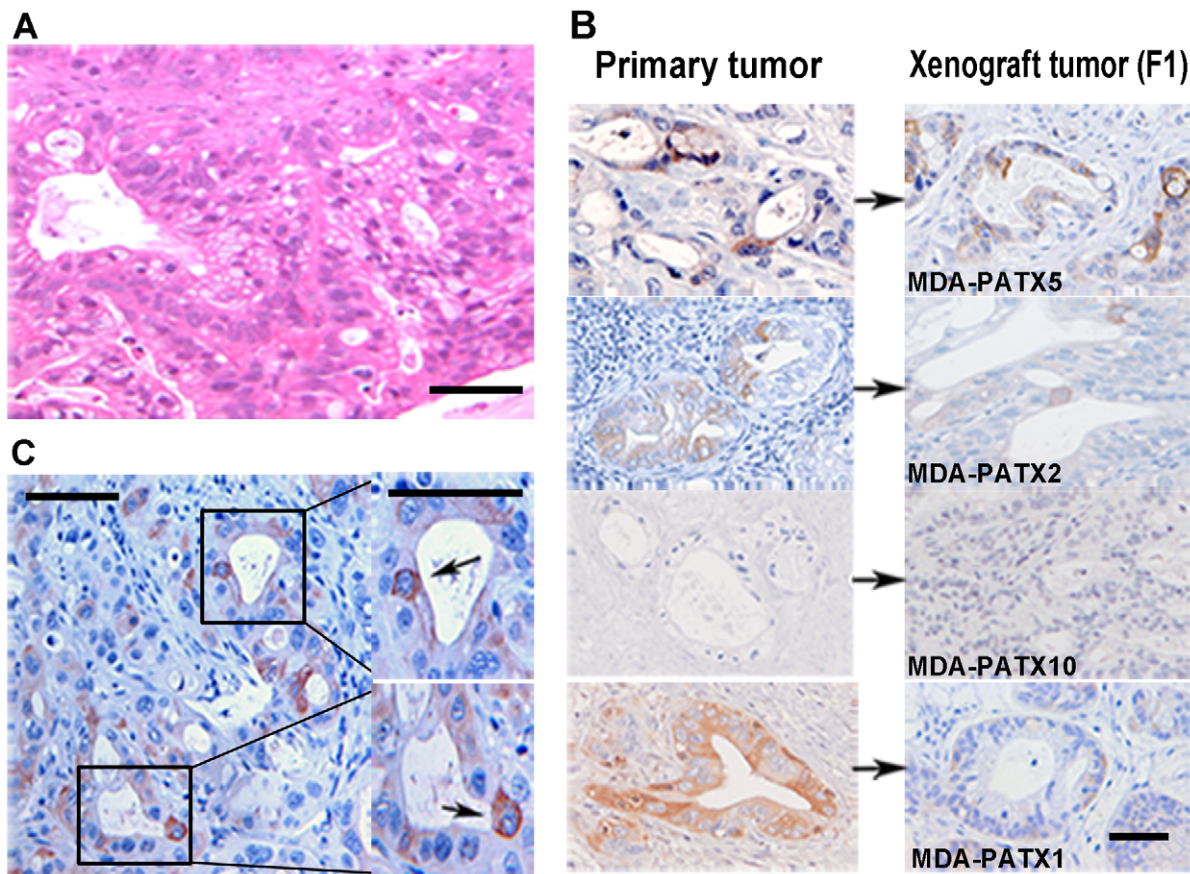 A
B
Primary tumor
Xenograft tumor (F1)
MDA-PATX5
MDA-PATX2
MDA-PATX10
MDA-PATX1
C